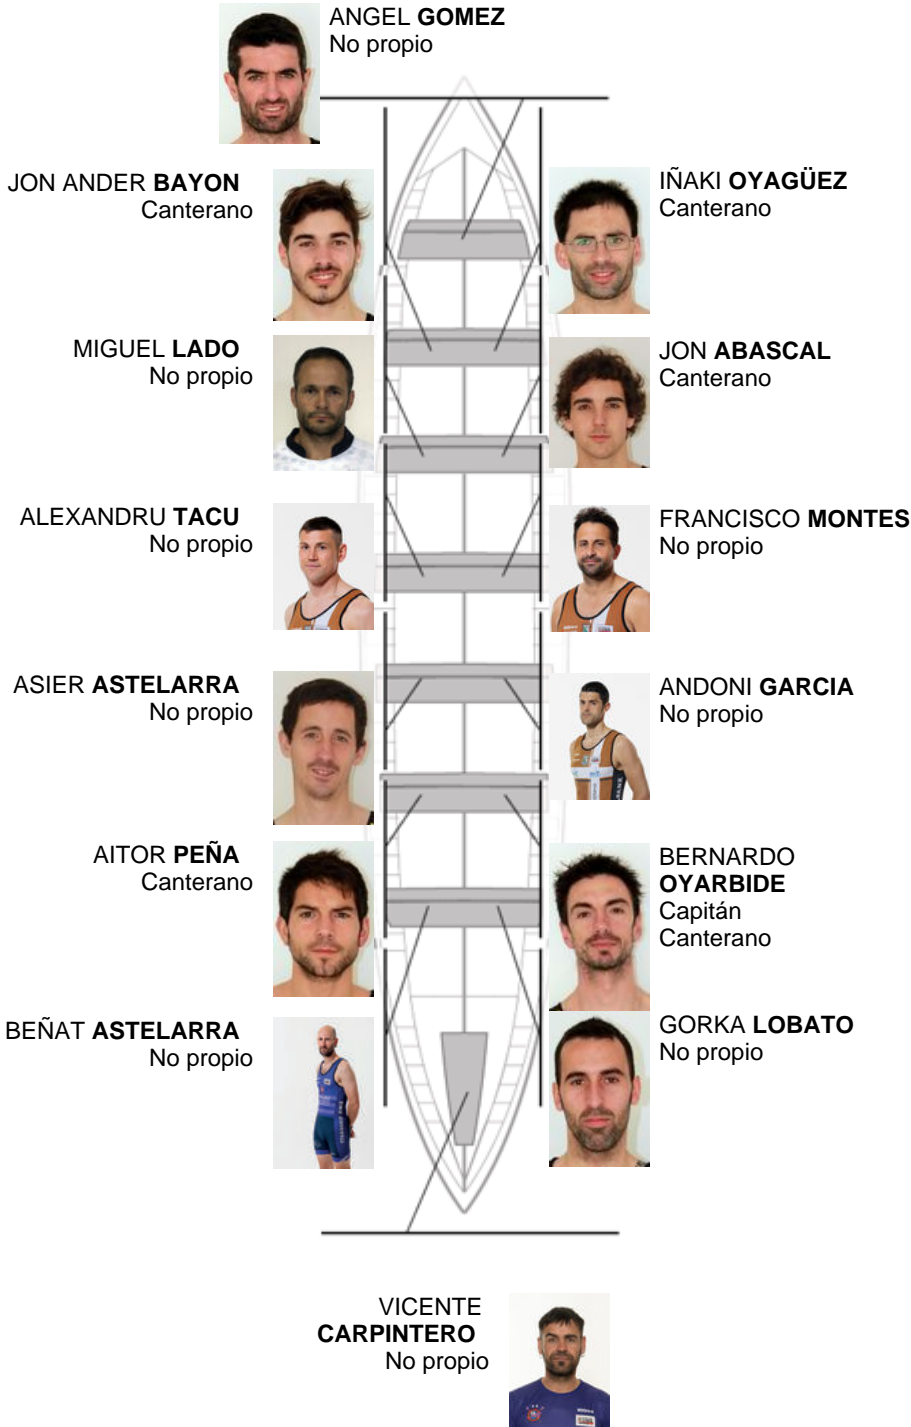 ANGEL GOMEZ
No propio
JON ANDER BAYON
Canterano
IÑAKI OYAGÜEZ
Canterano
MIGUEL LADO
No propio
JON ABASCAL
Canterano
ALEXANDRU TACU
No propio
FRANCISCO MONTES
No propio
ASIER ASTELARRA
No propio
ANDONI GARCIA
No propio
AITOR PEÑA
Canterano
BERNARDO
OYARBIDE
Capitán
Canterano
BEÑAT ASTELARRA
No propio
GORKA LOBATO
No propio
VICENTE
CARPINTERO
No propio